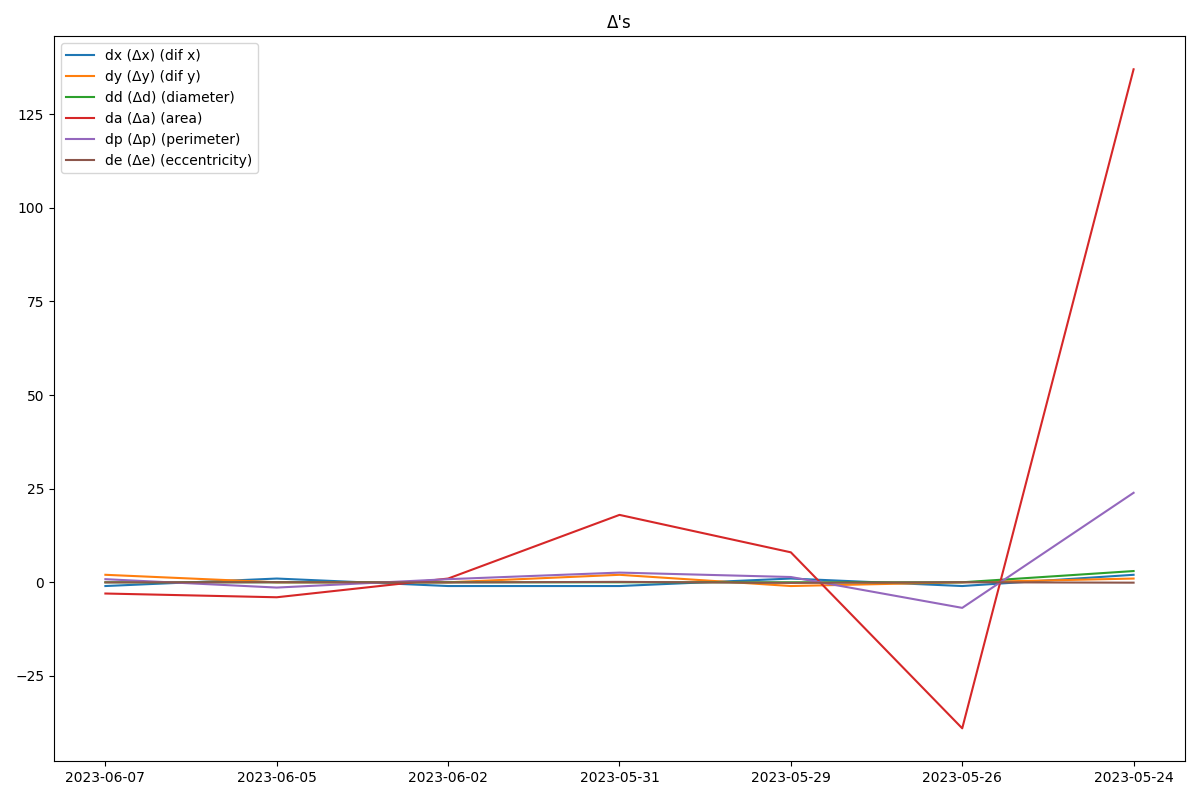 Δ's
dx (Δx) (dif x)
dy (Δy) (dif y)
dd (Δd) (diameter)
da (Δa) (area)
dp (Δp) (perimeter)
de (Δe) (eccentricity)
125
100
75
50
25
0
−25
2023-06-07 2023-06-05 2023-06-02 2023-05-31 2023-05-29 2023-05-26 2023-05-24